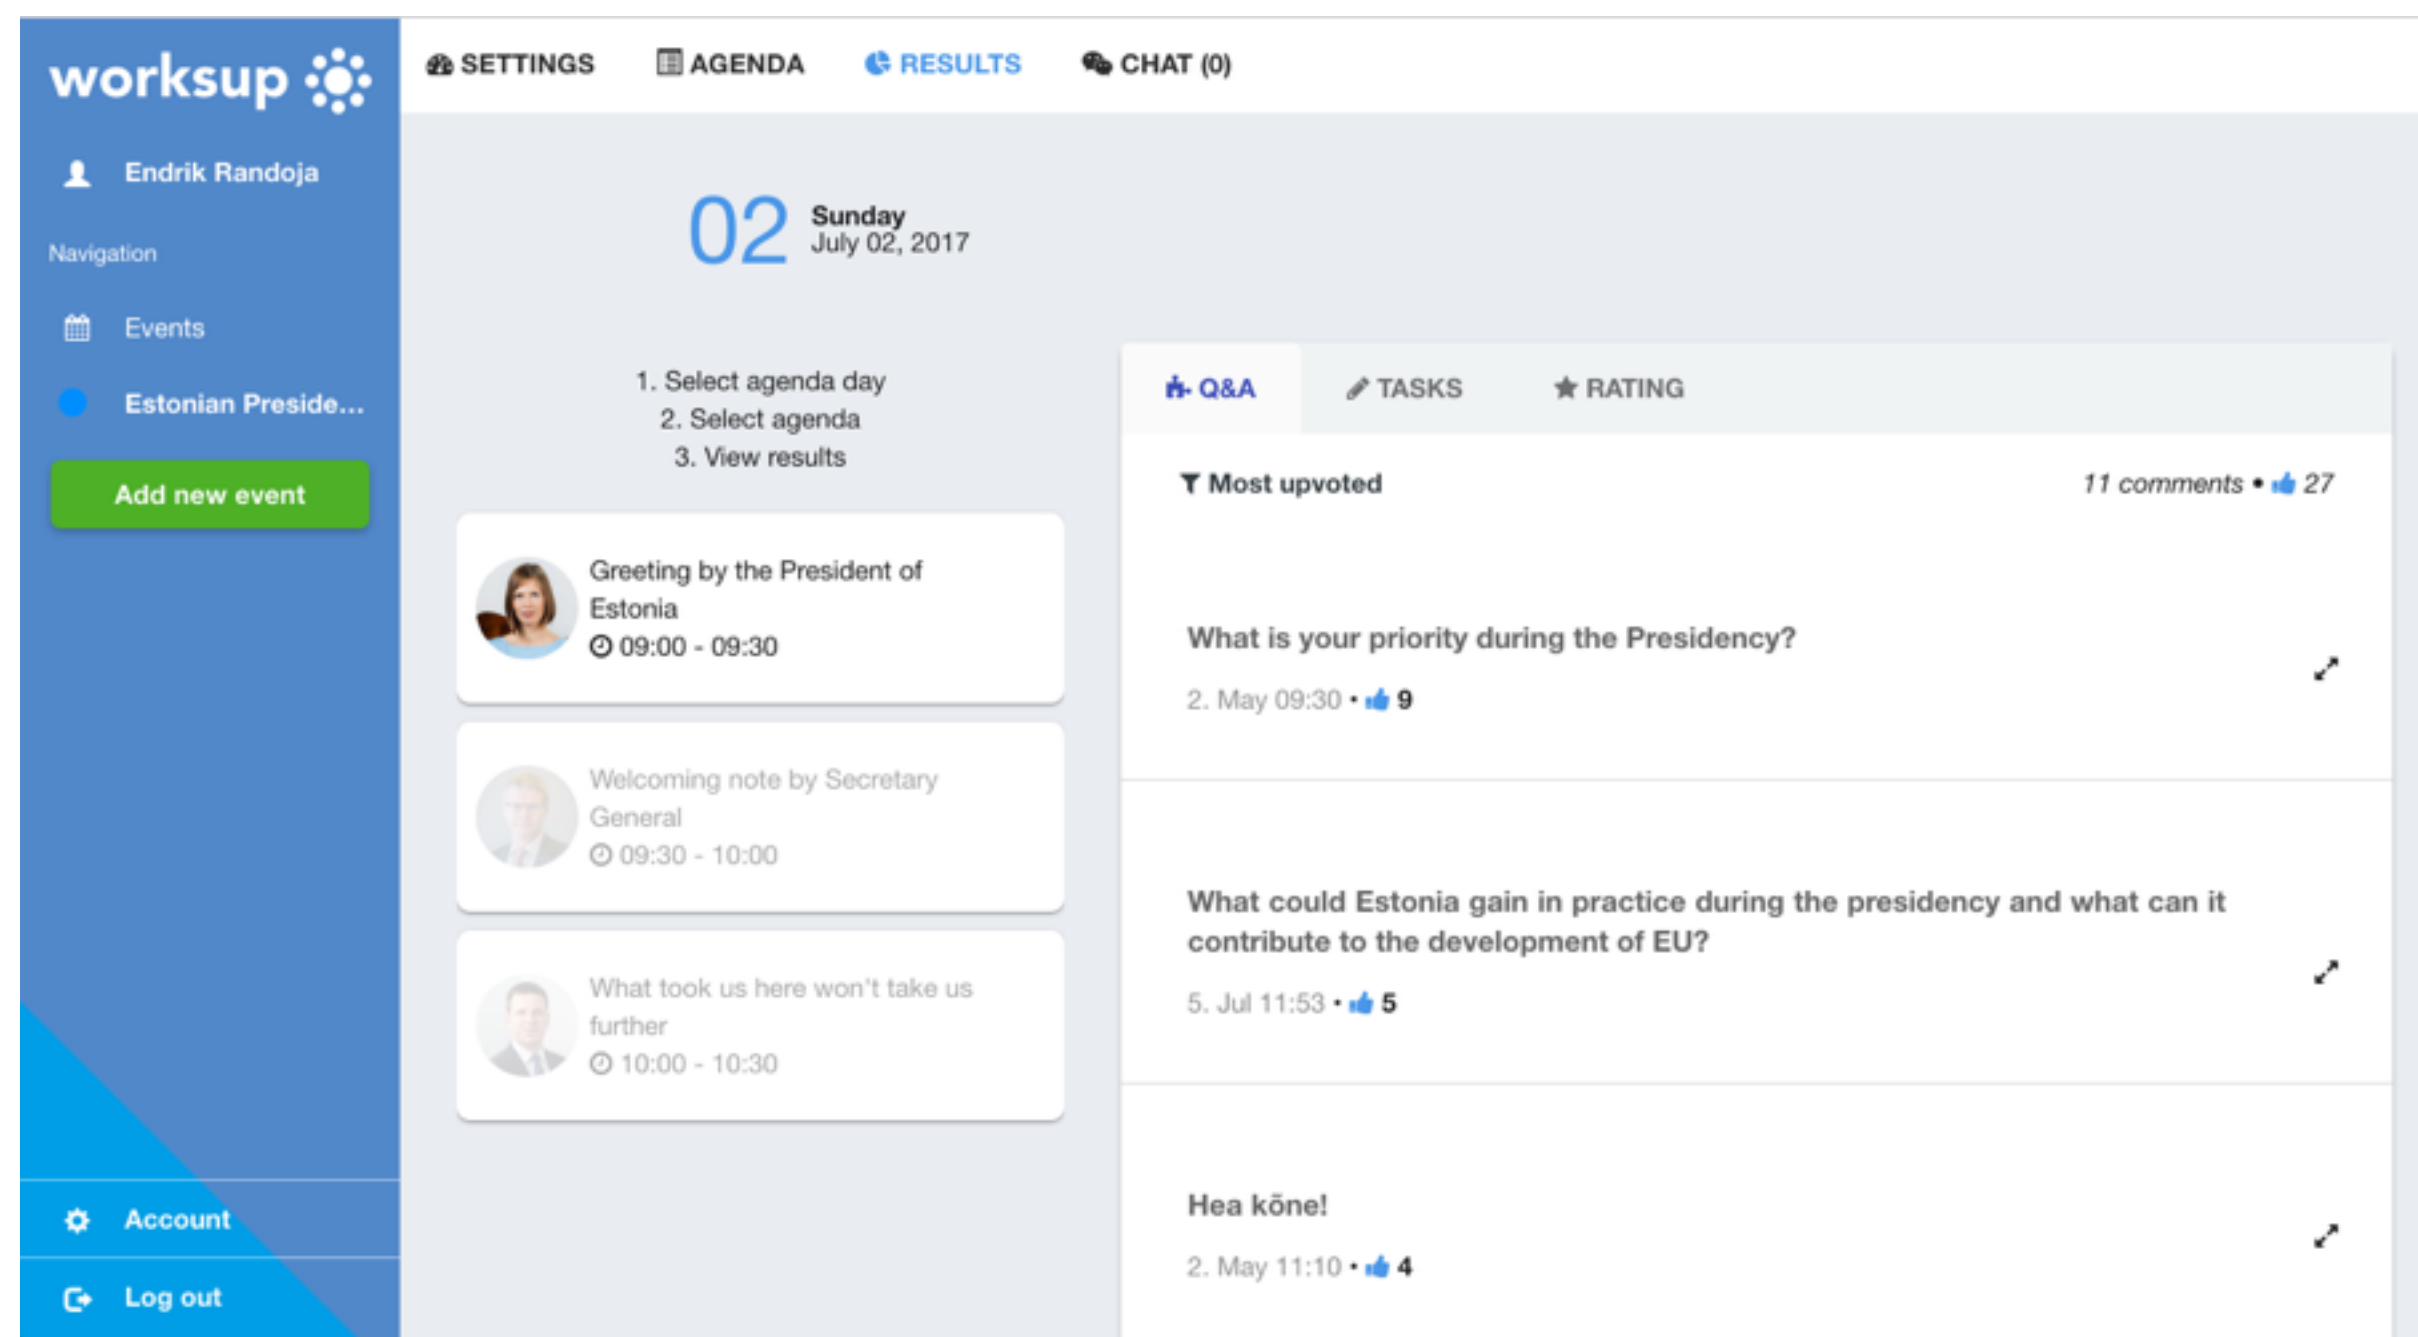 worksup
Endrik Randoja
Navigation
Events
Estonian Preside...
Add new event
Account
Log out
SETTINGS
AGENDA
RESULTS
CHAT (0)
02
Sunday
July 02, 2017
1. Select agenda day
2. Select agenda
3. View results
Greeting by the President of
Estonia
09:00 - 09:30
Welcoming note by Secretary
General
09:30 - 10:00
What took us here won't take us
further
10:00 - 10:30
Q&A
TASKS
RATING
Most upvoted
11 comments • 27
What is your priority during the Presidency?
2. May 09:30 • 9
What could Estonia gain in practice during the presidency and what can it
contribute to the development of EU?
5. Jul 11:53 • 5
Hea kõne!
2. May 11:10 • 4